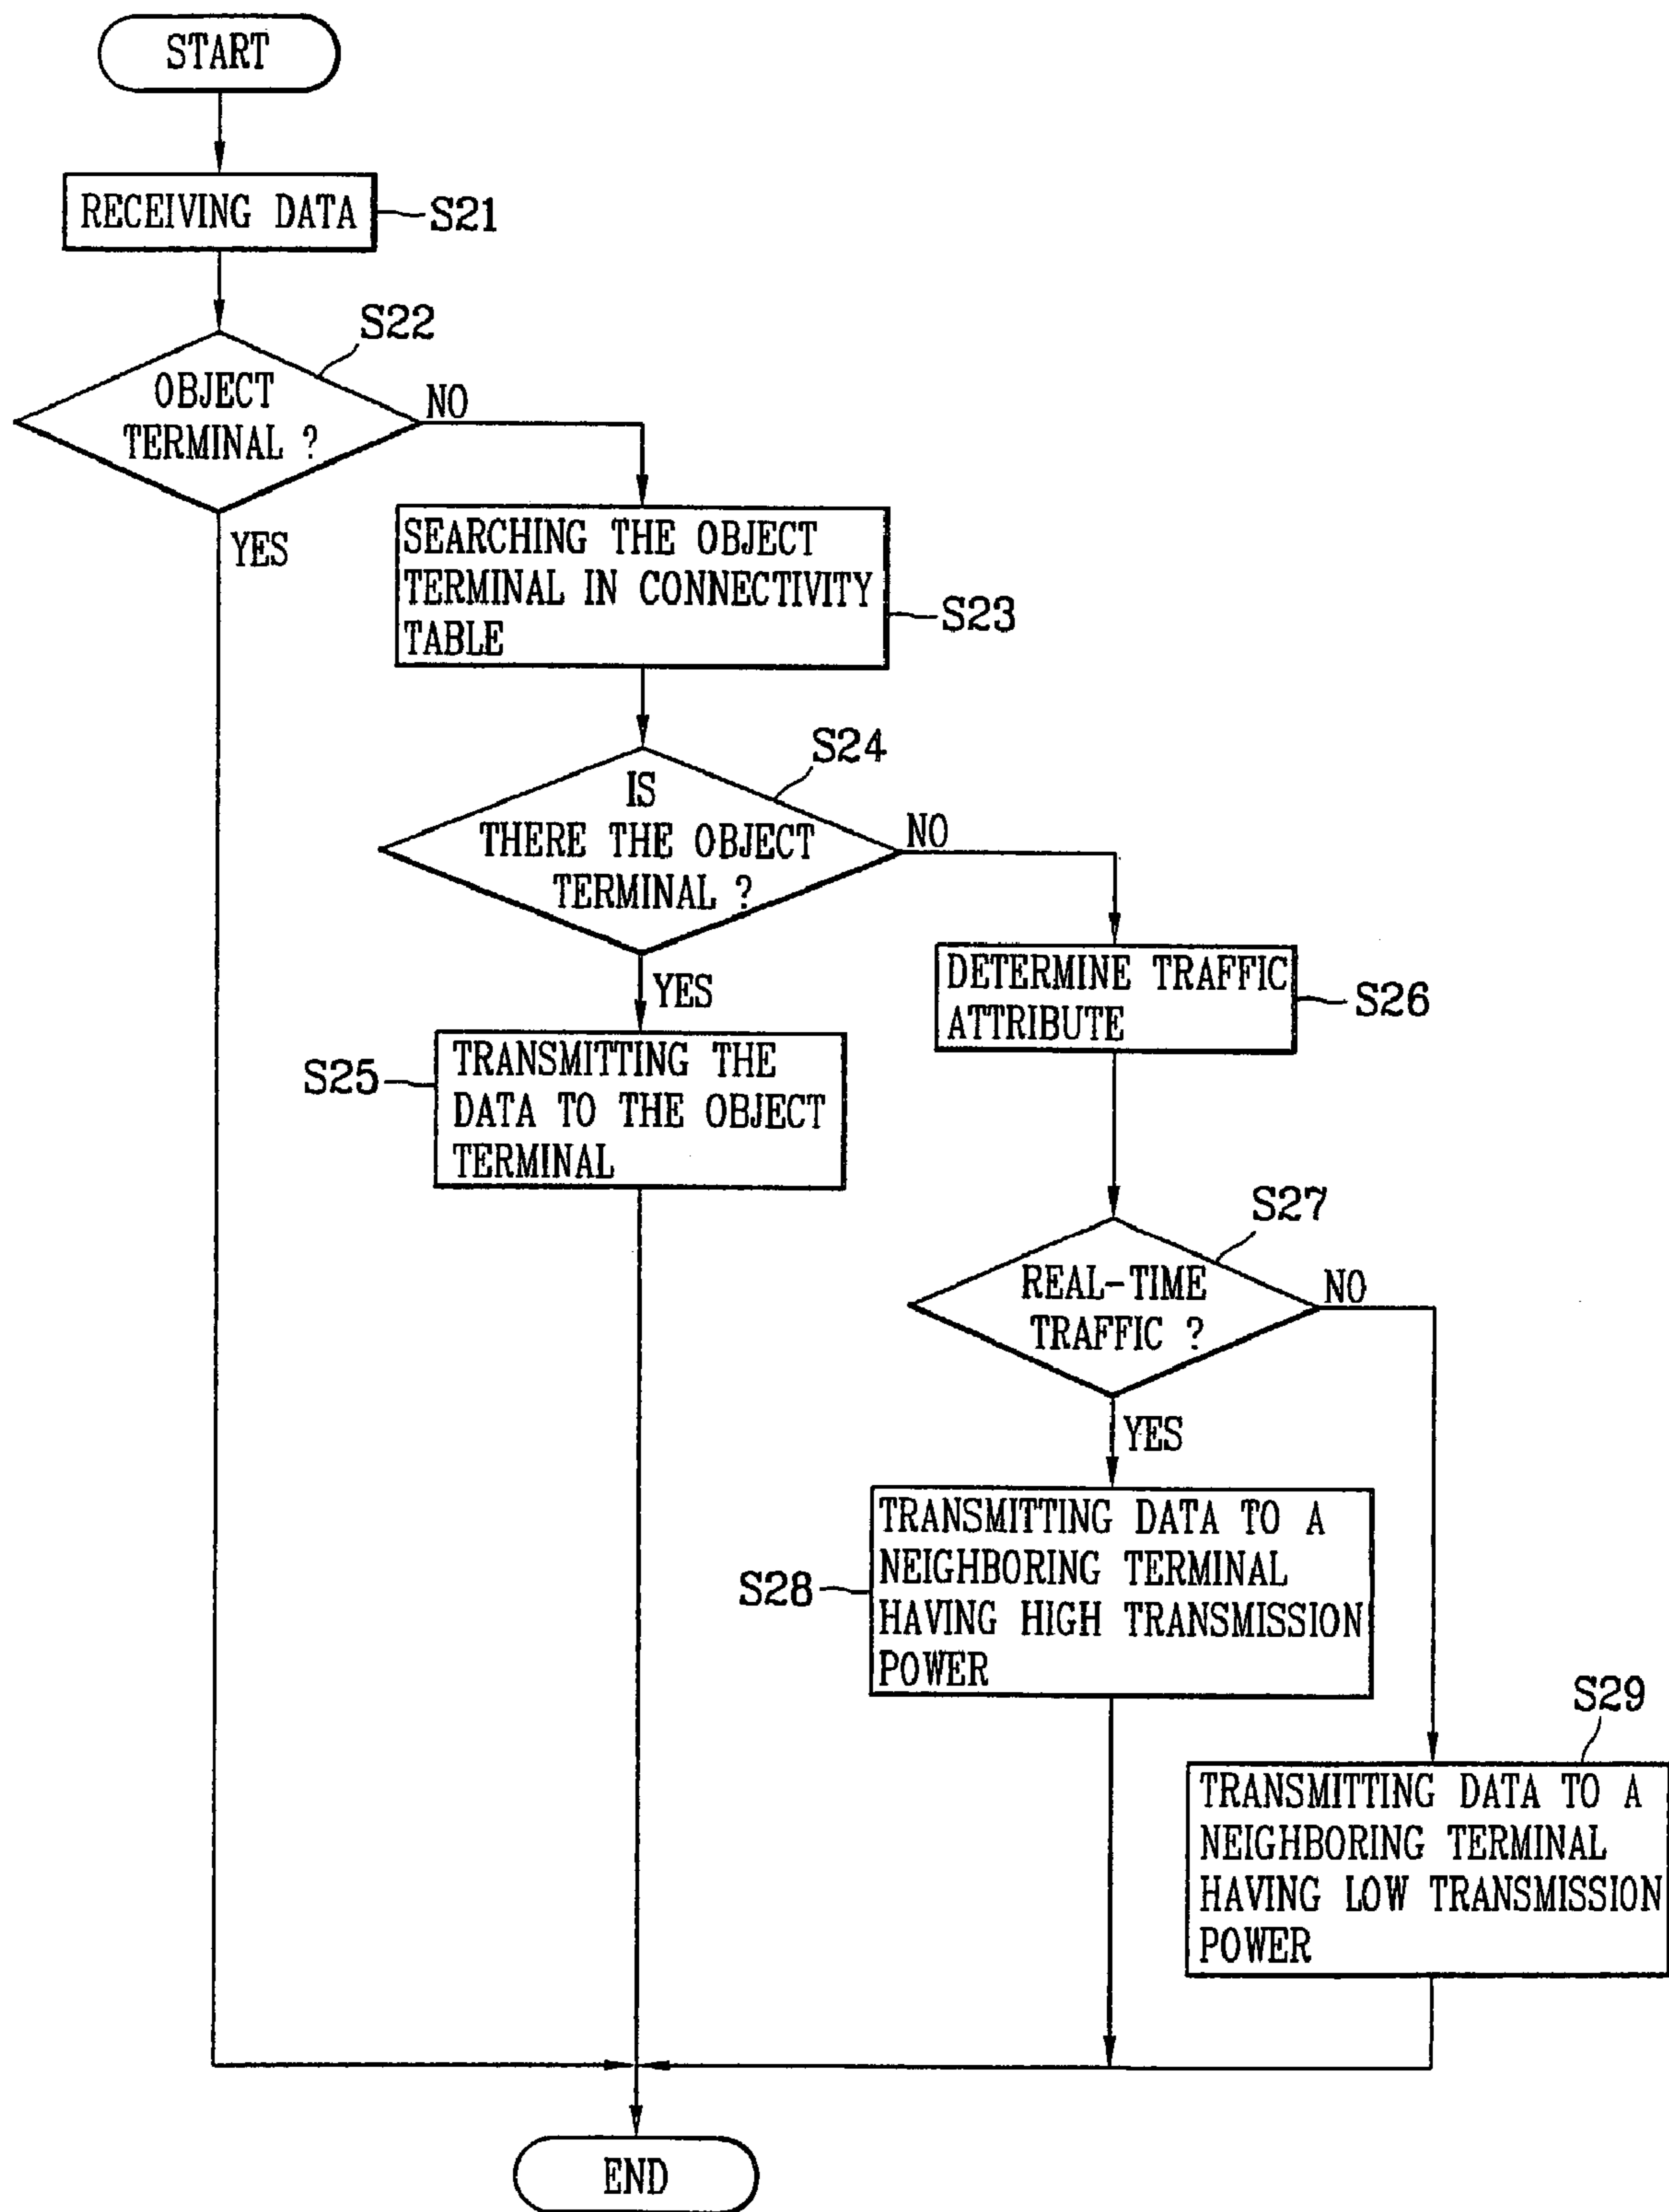 START
RECEIVING DATA
S21
S22
OBJECT
TERMINAL ?
NO
YES
SEARCHING THE OBJECT
TERMINAL IN CONNECTIVITY
TABLE
S23
S24
IS
THERE THE OBJECT
TERMINAL ?
NO
YES
S25
TRANSMITTING THE
DATA TO THE OBJECT
TERMINAL
DETERMINE TRAFFIC
ATTRIBUTE
S26
S27
REAL-TIME
TRAFFIC ?
NO
YES
S28
TRANSMITTING DATA TO A
NEIGHBORING TERMINAL
HAVING HIGH TRANSMISSION
POWER
S29
TRANSMITTING DATA TO A
NEIGHBORING TERMINAL
HAVING LOW TRANSMISSION
POWER
END